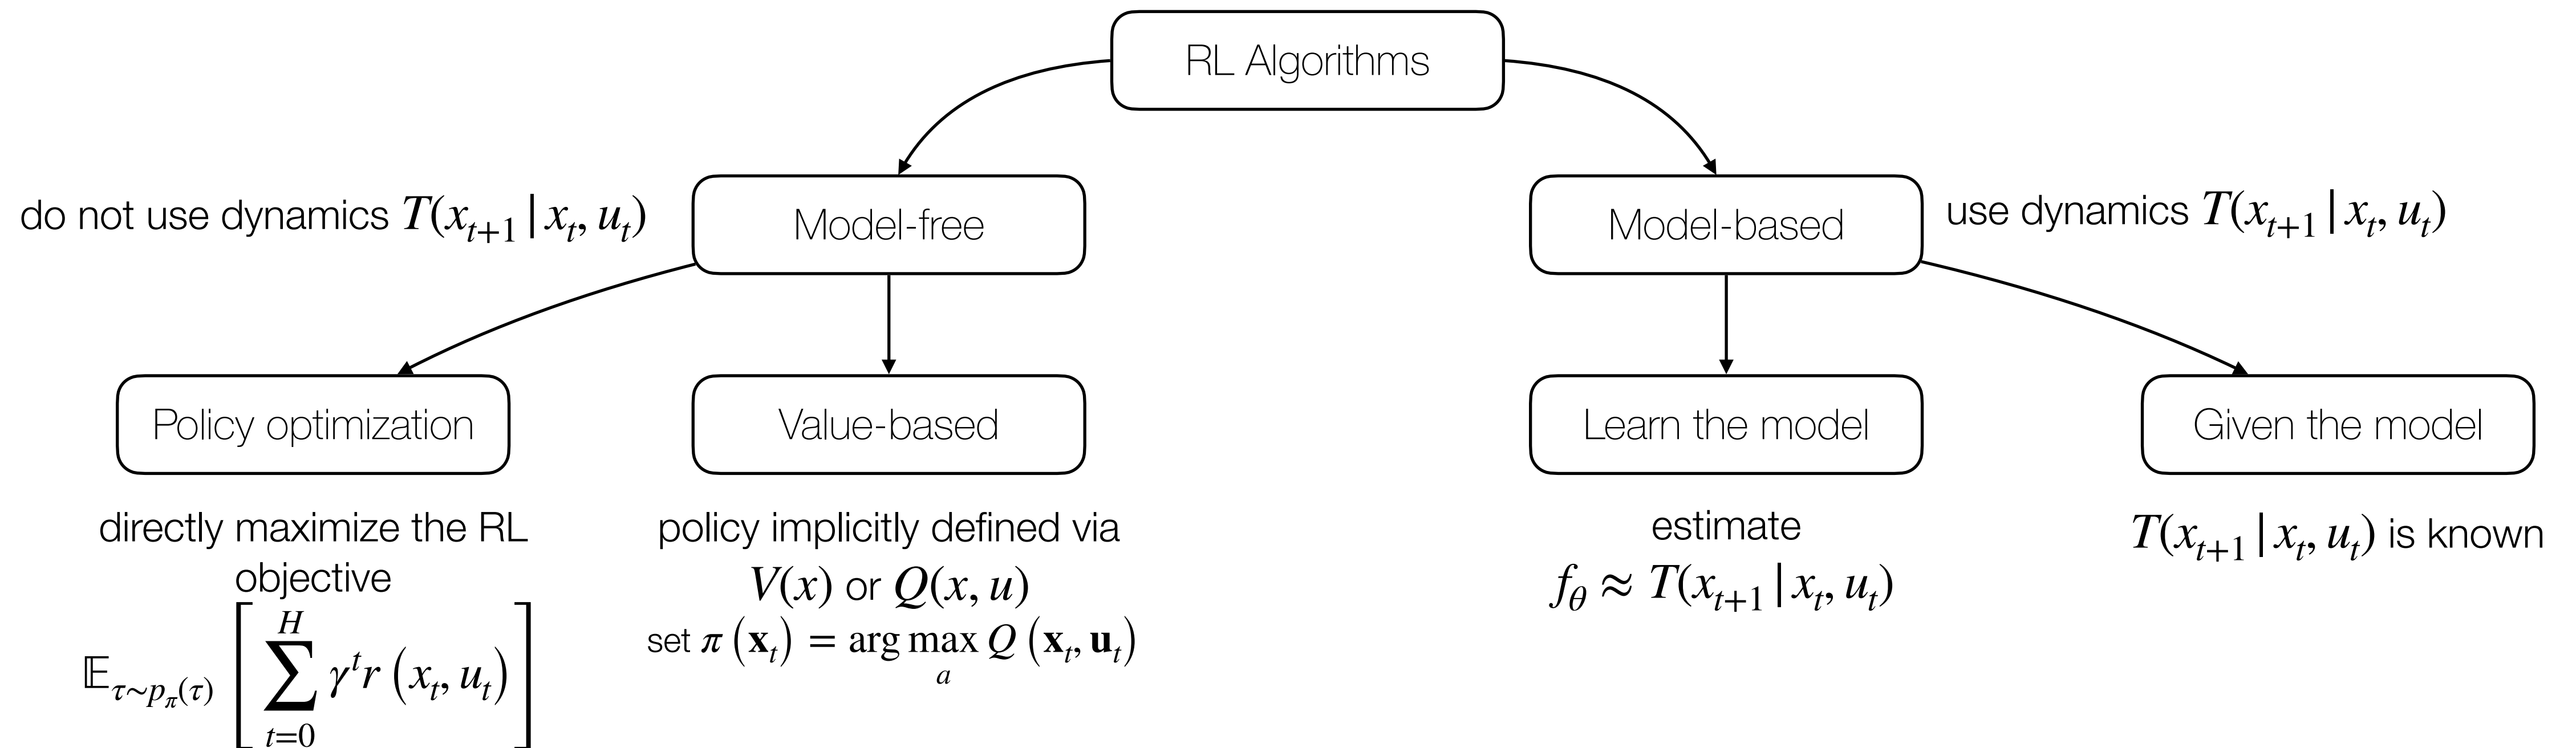 RL Algorithms
do not use dynamics T(x_{t+1} | x_t, u_t)
Model-free
Model-based
use dynamics T(x_{t+1} | x_t, u_t)
Policy optimization
Value-based
Learn the model
Given the model
directly maximize the RL
objective
𝔼_{τ∼p_π(τ)} [ ∑_{t=0}^{H} γ^t r (x_t, u_t) ]
policy implicitly defined via
V(x) or Q(x, u)
set π (𝐱_t) = arg max_a Q (𝐱_t, 𝐮_t)
estimate
f_θ ≈ T(x_{t+1} | x_t, u_t)
T(x_{t+1} | x_t, u_t) is known